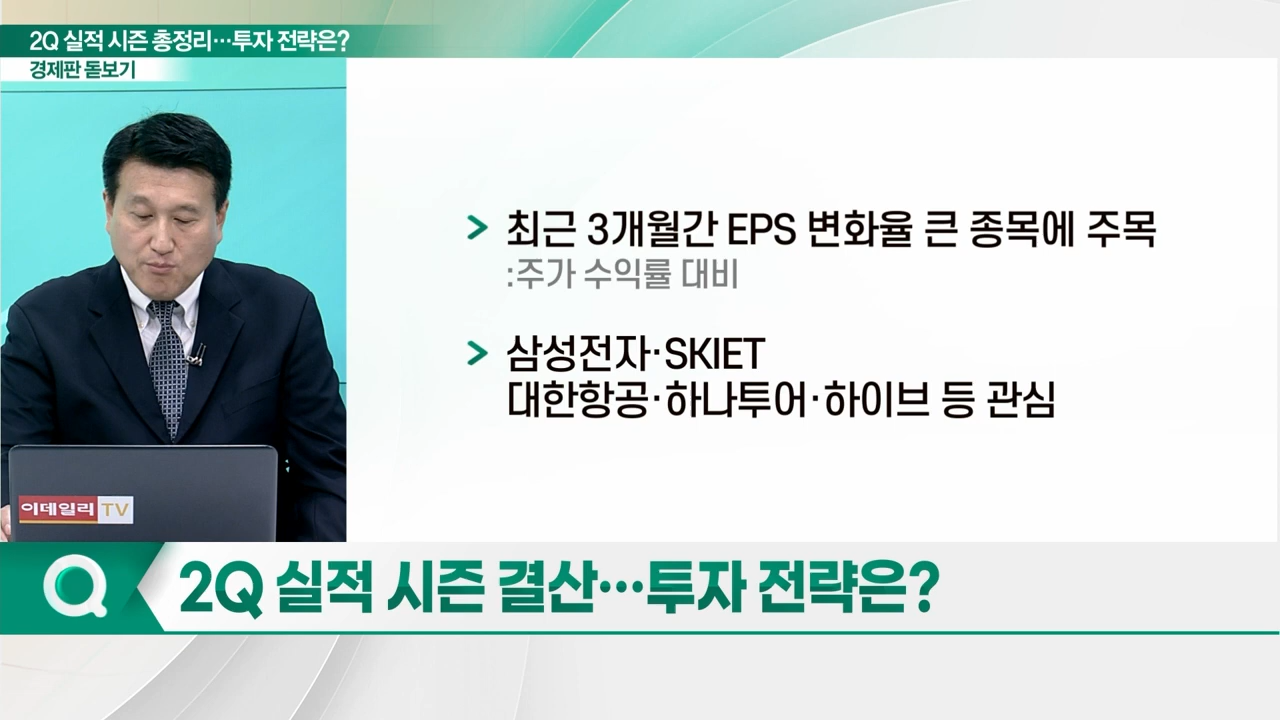 2Q 실적 시즌 총정리…투자 전략은?
경제판 돋보기
> 최근 3개월간 EPS 변화율 큰 종목에 주목
:주가 수익률 대비
> 삼성전자·SKIET
대한항공·하나투어·하이브 등 관심
이데일리 TV
2Q 실적 시즌 결산…투자 전략은?